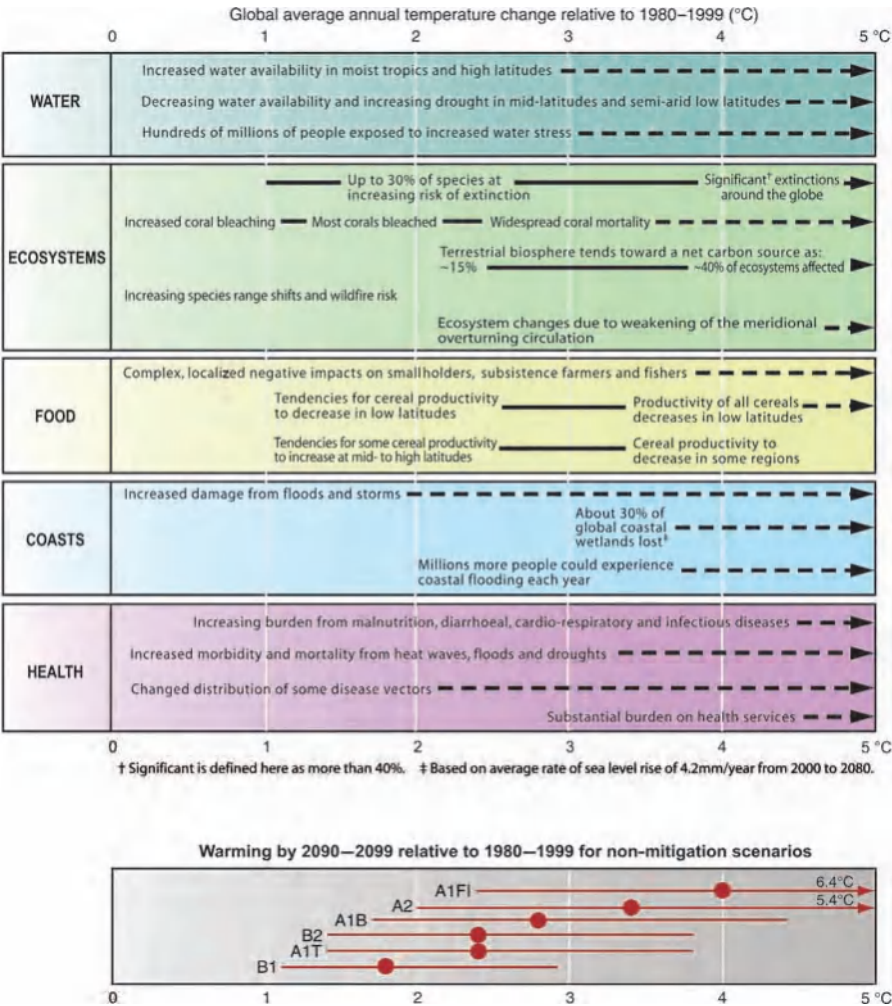 Global average annual temperature change relative to 1980–1999 (°C)
0 1 2 3 4 5 °C
WATER
Increased water availability in moist tropics and high latitudes
Decreasing water availability and increasing drought in mid-latitudes and semi-arid low latitudes
Hundreds of millions of people exposed to increased water stress
ECOSYSTEMS
Up to 30% of species at
increasing risk of extinction
Significant† extinctions
around the globe
Increased coral bleaching Most corals bleached Widespread coral mortality
Terrestrial biosphere tends toward a net carbon source as:
~15% ~40% of ecosystems affected
Increasing species range shifts and wildfire risk
Ecosystem changes due to weakening of the meridional
overturning circulation
FOOD
Complex, localized negative impacts on smallholders, subsistence farmers and fishers
Tendencies for cereal productivity
to decrease in low latitudes
Productivity of all cereals
decreases in low latitudes
Tendencies for some cereal productivity
to increase at mid- to high latitudes
Cereal productivity to
decrease in some regions
COASTS
Increased damage from floods and storms
About 30% of
global coastal
wetlands lost‡
Millions more people could experience
coastal flooding each year
HEALTH
Increasing burden from malnutrition, diarrhoeal, cardio-respiratory and infectious diseases
Increased morbidity and mortality from heat waves, floods and droughts
Changed distribution of some disease vectors
Substantial burden on health services
0 1 2 3 4 5 °C
† Significant is defined here as more than 40%. ‡ Based on average rate of sea level rise of 4.2mm/year from 2000 to 2080.
Warming by 2090–2099 relative to 1980–1999 for non-mitigation scenarios
A1FI 6.4°C
A2 5.4°C
A1B
B2
A1T
B1
0 1 2 3 4 5 °C